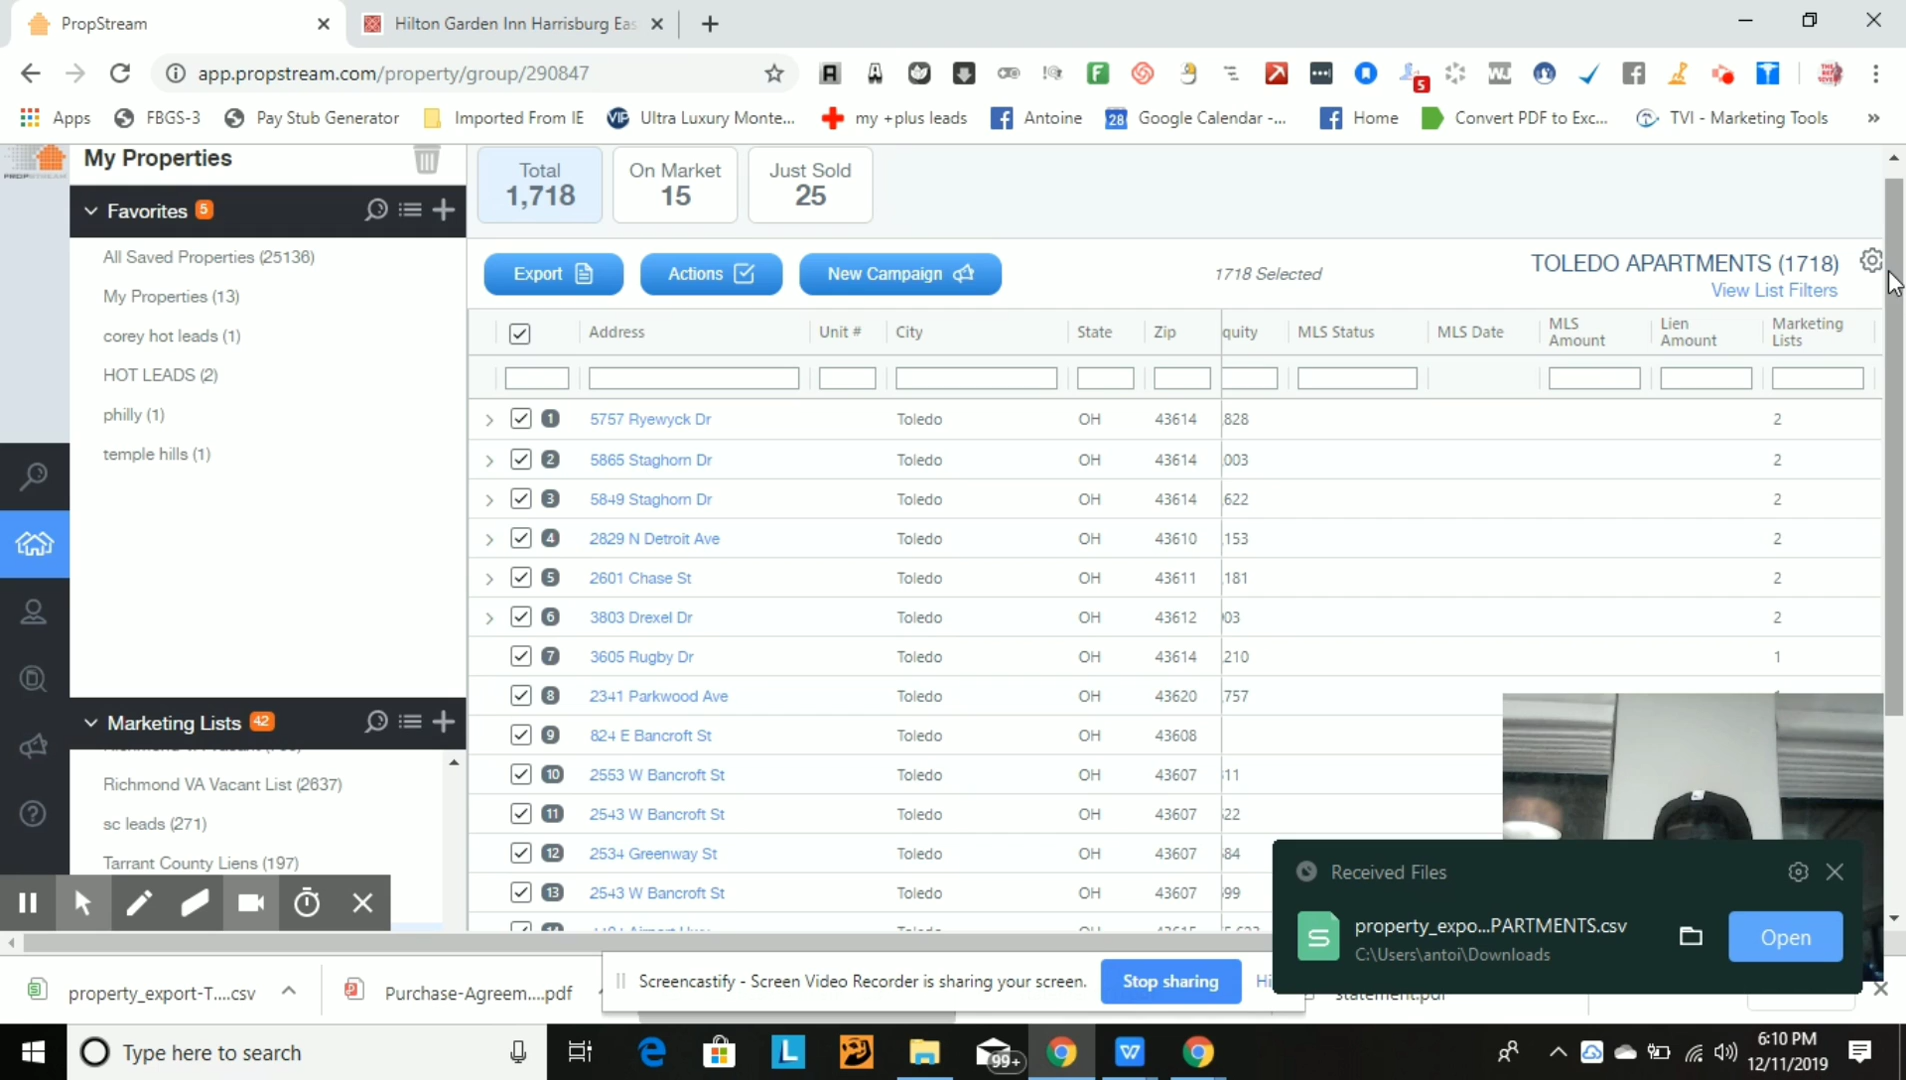 PropStream
Hilton Garden Inn Harrisburg Eas
app.propstream.com/property/group/290847
5
Apps
FBGS-3
Pay Stub Generator
Imported From IE
VIP
Ultra Luxury Monte...
my +plus leads
Antoine
28
Google Calendar -...
Home
Convert PDF to Exc...
TVI - Marketing Tools
»
My Properties
Favorites 5
All Saved Properties (25136)
My Properties (13)
corey hot leads (1)
HOT LEADS (2)
philly (1)
temple hills (1)
Marketing Lists 42
Richmond VA Vacant List (2637)
sc leads (271)
Tarrant County Liens (197)
Total
1,718
On Market
15
Just Sold
25
Export
Actions
New Campaign
1718 Selected
TOLEDO APARTMENTS (1718)
View List Filters
Address Unit # City State Zip quity MLS Status MLS Date MLS Amount Lien Amount Marketing Lists
1 5757 Ryewyck Dr Toledo OH 43614 ,828 2
2 5865 Staghorn Dr Toledo OH 43614 ,003 2
3 5849 Staghorn Dr Toledo OH 43614 ,622 2
4 2829 N Detroit Ave Toledo OH 43610 ,153 2
5 2601 Chase St Toledo OH 43611 ,181 2
6 3803 Drexel Dr Toledo OH 43612 03 2
7 3605 Rugby Dr Toledo OH 43614 ,210 1
8 2341 Parkwood Ave Toledo OH 43620 ,757
9 824 E Bancroft St Toledo OH 43608
10 2553 W Bancroft St Toledo OH 43607 11
11 2543 W Bancroft St Toledo OH 43607 22
12 2534 Greenway St Toledo OH 43607 84
13 2543 W Bancroft St Toledo OH 43607 99
Received Files
property_expo...PARTMENTS.csv
C:\Users\antoi\Downloads
Open
property_export-T....csv
Purchase-Agreem....pdf
Screencastify - Screen Video Recorder is sharing your screen.
Stop sharing
Hi
statement.pdf
Type here to search
99+
6:10 PM
12/11/2019